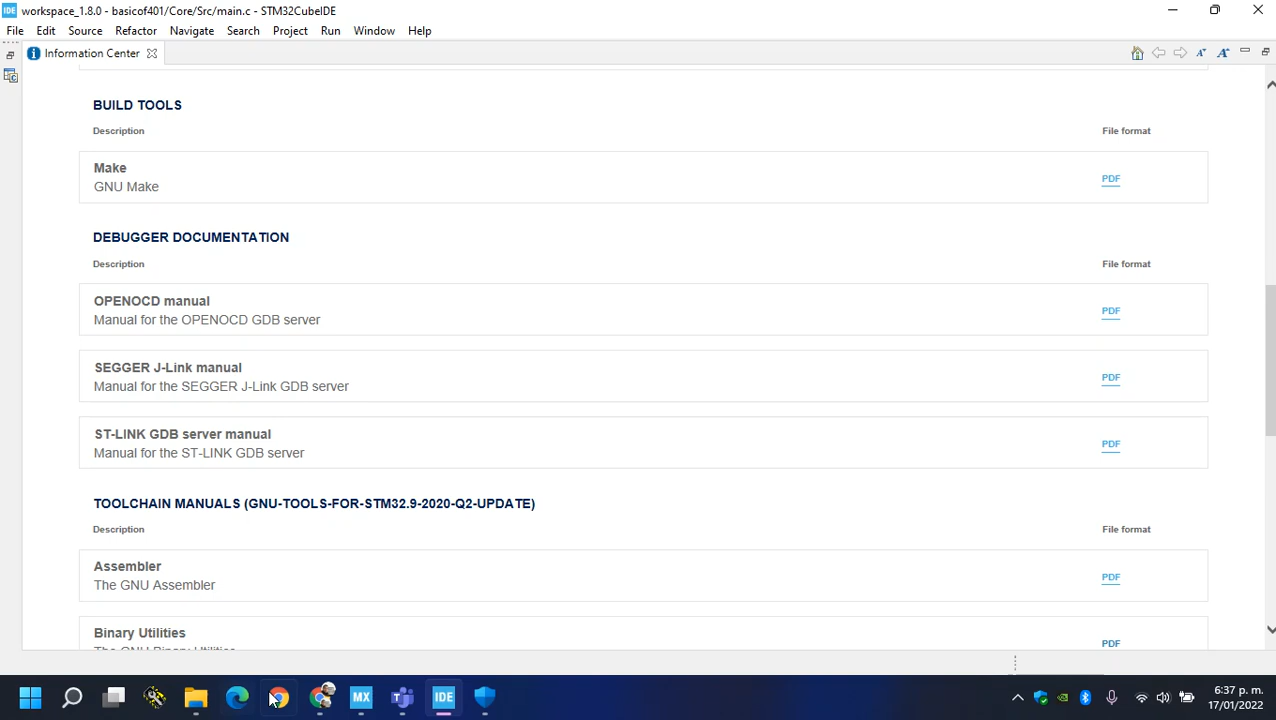 IDE workspace_1.8.0 - basicof401/Core/Src/main.c - STM32CubeIDE
File Edit Source Refactor Navigate Search Project Run Window Help
Information Center
BUILD TOOLS
Description File format
Make
GNU Make
PDF
DEBUGGER DOCUMENTATION
Description File format
OPENOCD manual
Manual for the OPENOCD GDB server
PDF
SEGGER J-Link manual
Manual for the SEGGER J-Link GDB server
PDF
ST-LINK GDB server manual
Manual for the ST-LINK GDB server
PDF
TOOLCHAIN MANUALS (GNU-TOOLS-FOR-STM32.9-2020-Q2-UPDATE)
Description File format
Assembler
The GNU Assembler
PDF
Binary Utilities
The GNU Binary Utilities
PDF
MX IDE
6:37 p. m.
17/01/2022